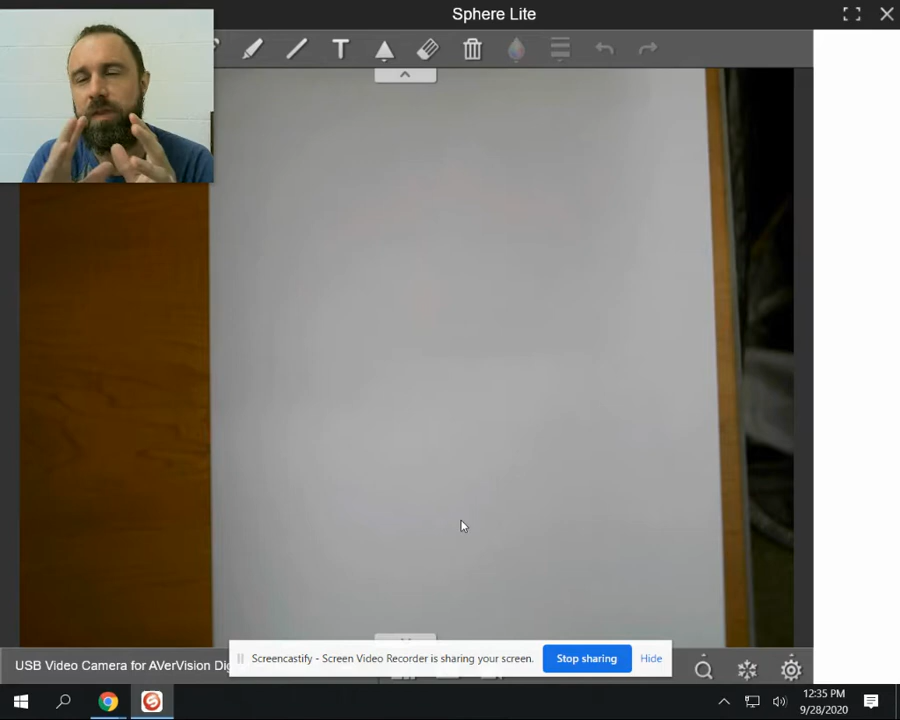 Sphere Lite
T
USB Video Camera for AVerVision Di
Screencastify - Screen Video Recorder is sharing your screen.
Stop sharing
Hide
12:35 PM
9/28/2020